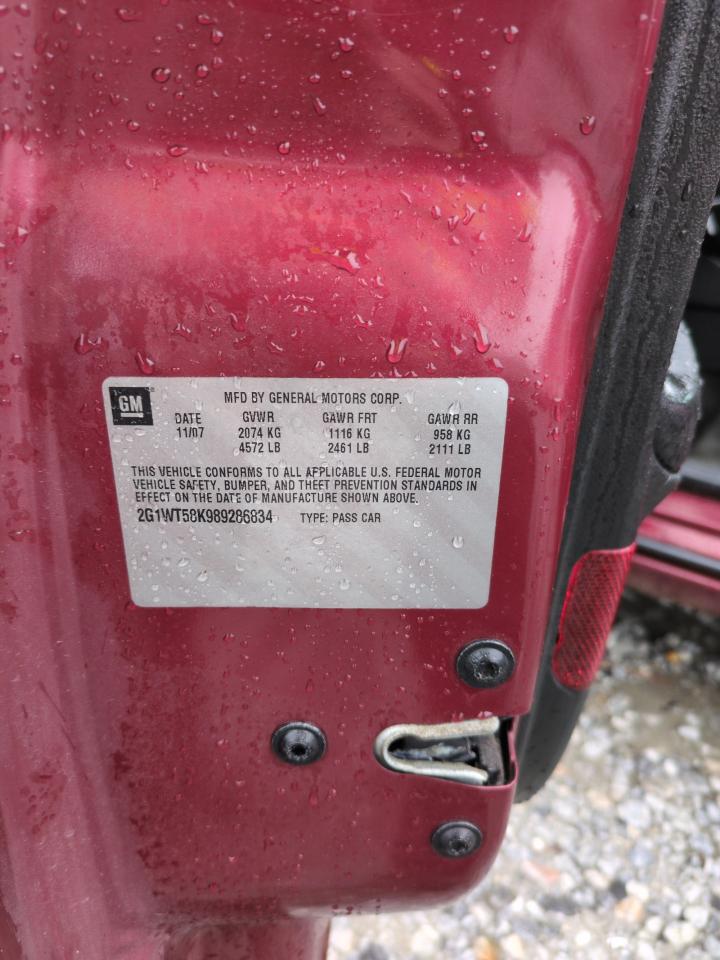 GM
MFD BY GENERAL MOTORS CORP.
DATE GVWR GAWR FRT GAWR RR
11/07 2074 KG 1116 KG 958 KG
4572 LB 2461 LB 2111 LB
THIS VEHICLE CONFORMS TO ALL APPLICABLE U.S. FEDERAL MOTOR
VEHICLE SAFETY, BUMPER, AND THEFT PREVENTION STANDARDS IN
EFFECT ON THE DATE OF MANUFACTURE SHOWN ABOVE.
2G1WT58K989286834 TYPE: PASS CAR